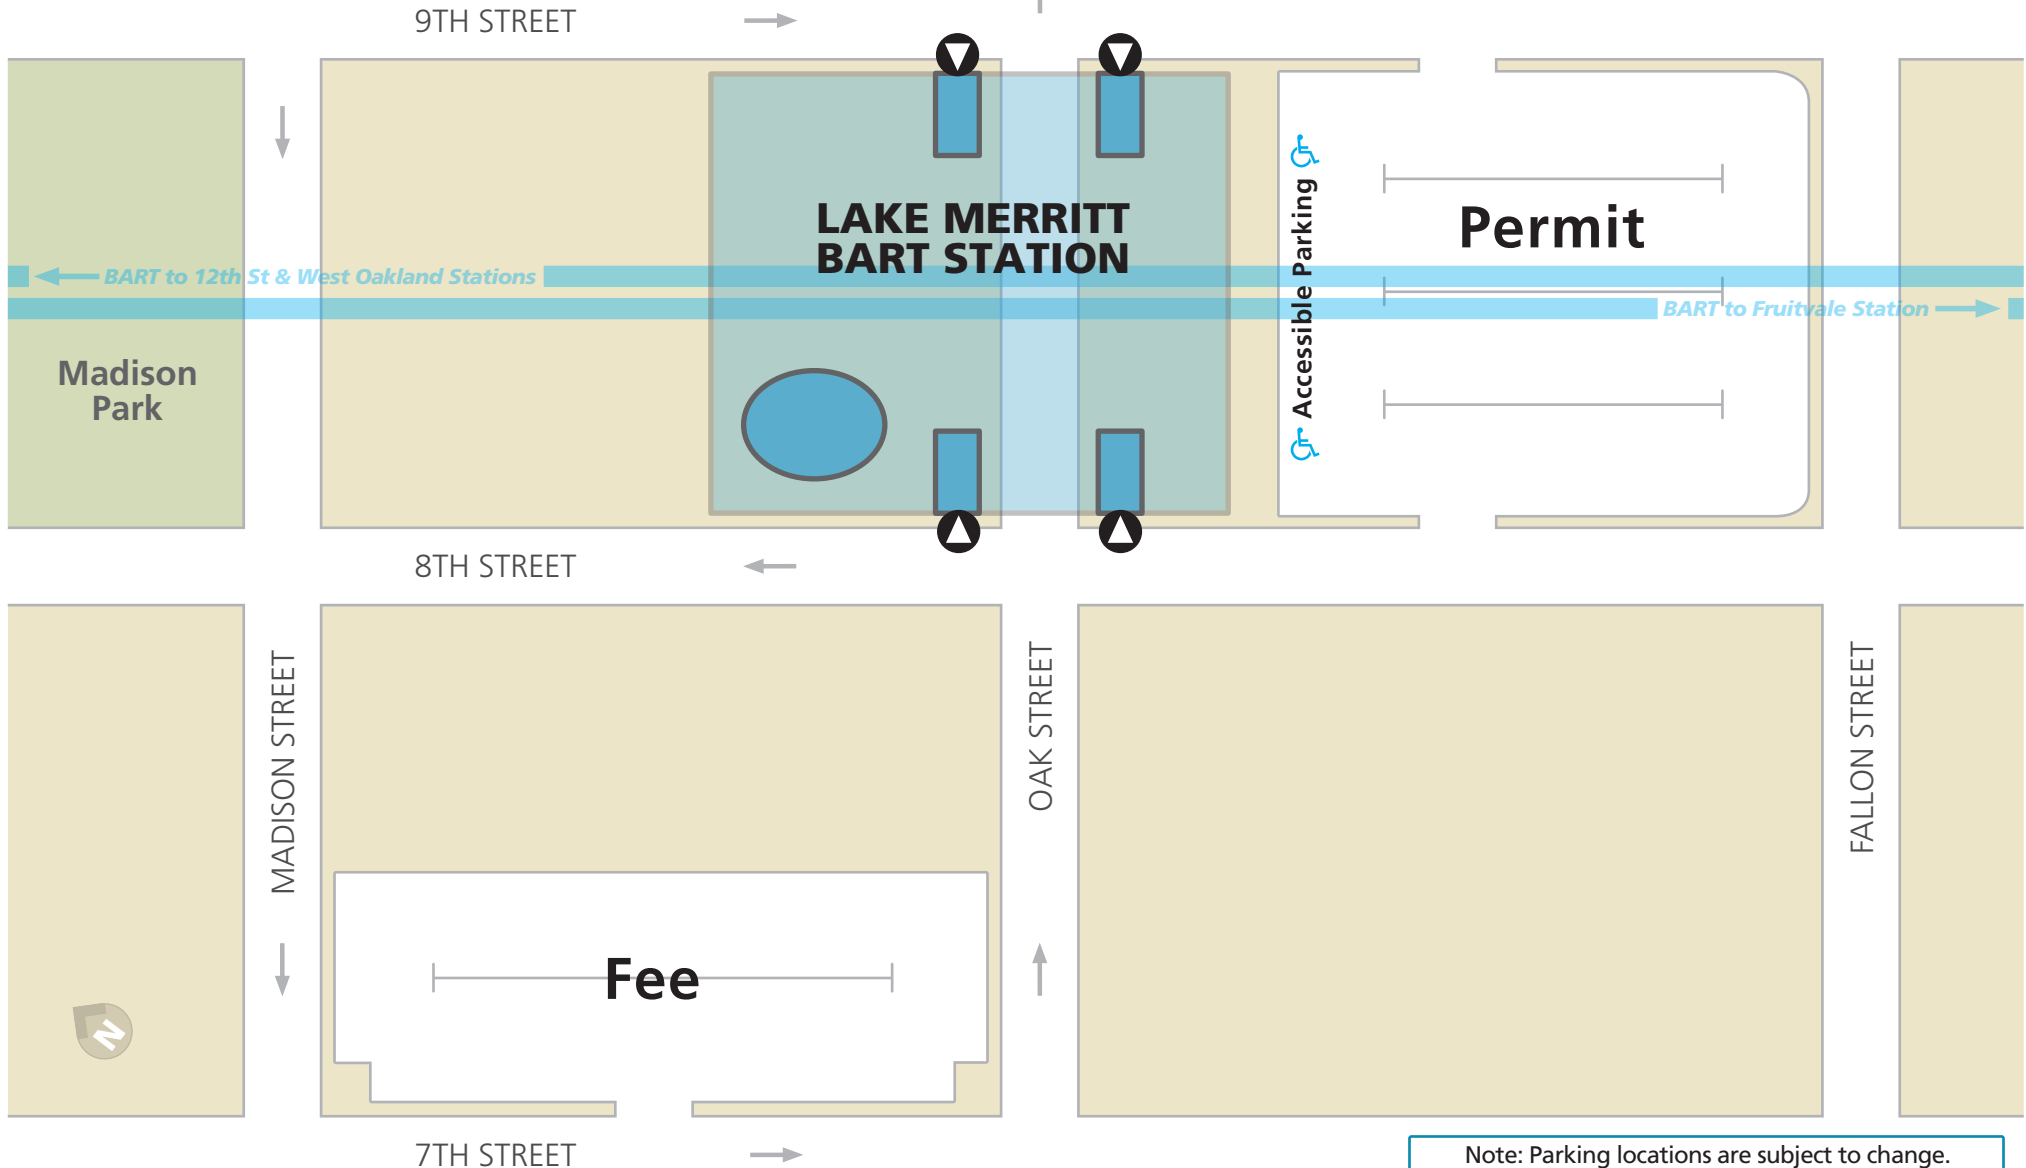 9TH STREET
LAKE MERRITT
BART STATION
Accessible Parking
Permit
BART to 12th St & West Oakland Stations
BART to Fruitvale Station
Madison
Park
8TH STREET
MADISON STREET
OAK STREET
FALLON STREET
Fee
N
7TH STREET
Note: Parking locations are subject to change.